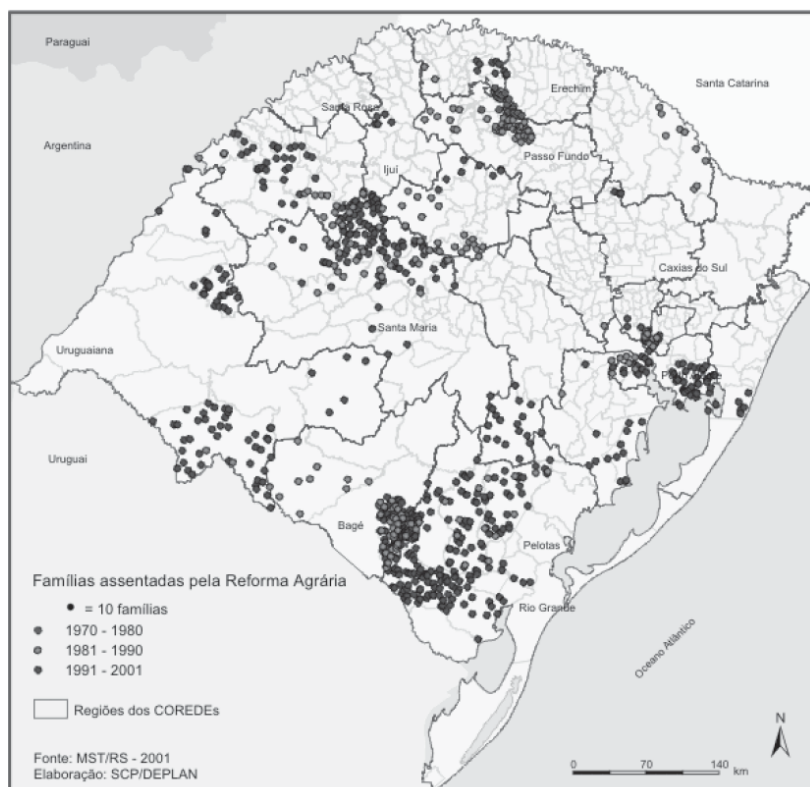 Paraguai
Santa Catarina
Erechim
Santa Rosa
Argentina
Passo Fundo
Ijuí
Caxias do Sul
Santa Maria
Uruguaiana
Uruguai
Bagé
Pelotas
Rio Grande
Oceano Atlântico
Famílias assentadas pela Reforma Agrária
= 10 famílias
1970 - 1980
1981 - 1990
1991 - 2001
Regiões dos COREDEs
Fonte: MST/RS - 2001
Elaboração: SCP/DEPLAN
N
0 70 140
km